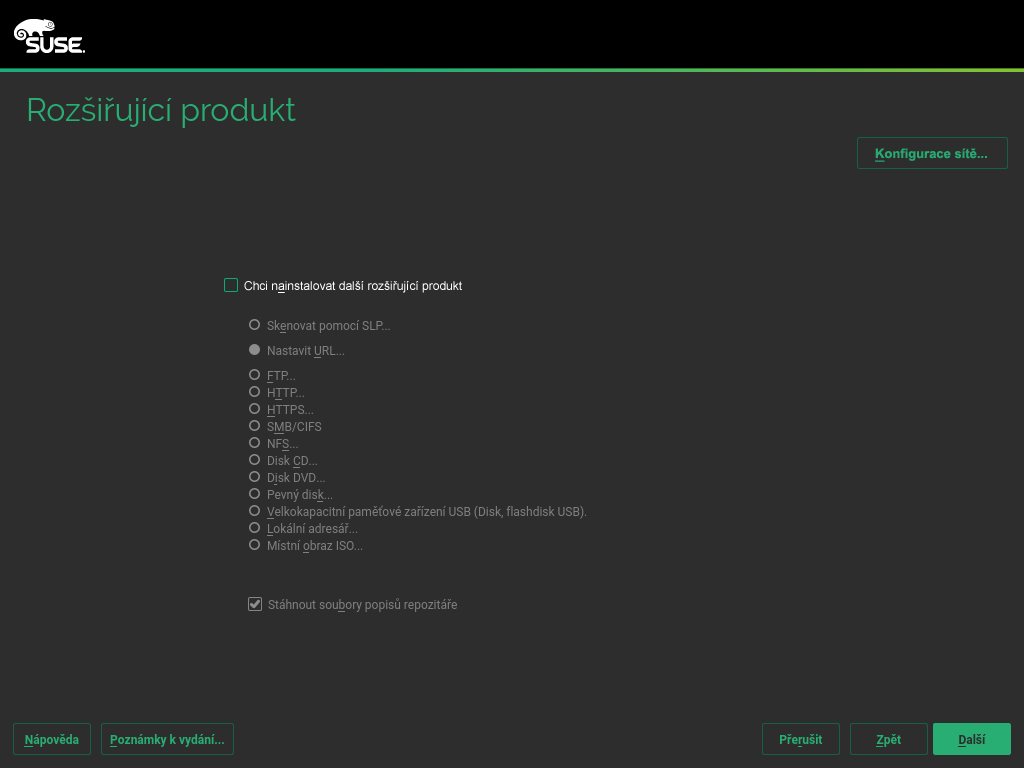 SUSE
Rozšiřující produkt
Konfigurace sítě...
Chci nainstalovat další rozšiřující produkt
Skenovat pomocí SLP...
Nastavit URL...
FTP...
HTTP...
HTTPS...
SMB/CIFS
NFS...
Disk CD...
Disk DVD...
Pevný disk...
Velkokapacitní paměťové zařízení USB (Disk, flashdisk USB).
Lokální adresář...
Místní obraz ISO...
Stáhnout soubory popisů repozitáře
Nápověda Poznámky k vydání... Přerušit Zpět Další